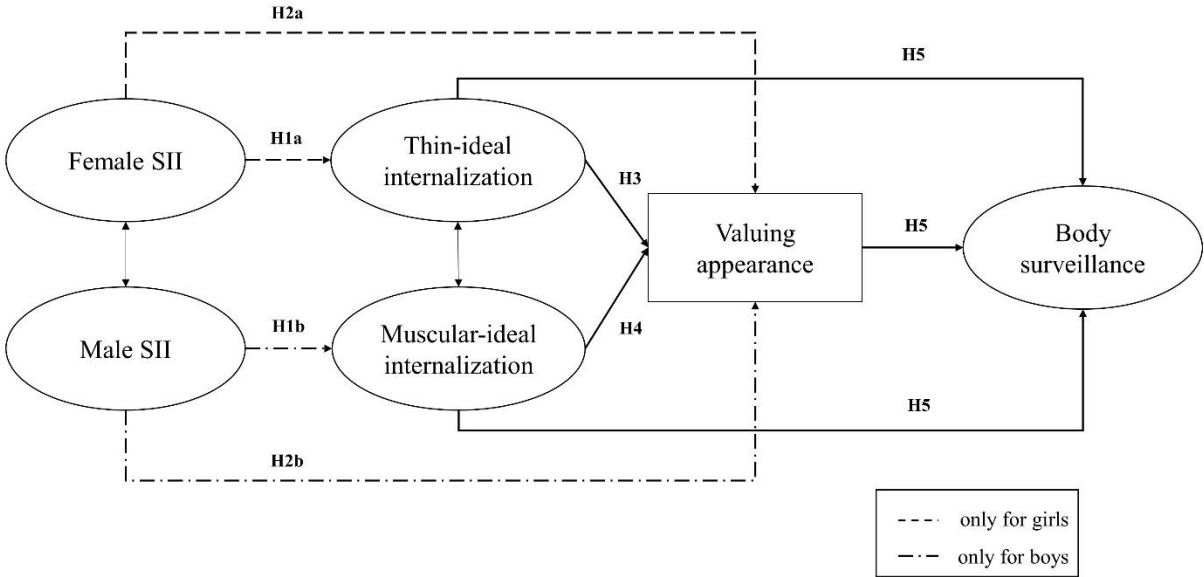 H2a
H5
Female SII
H1a
Thin-ideal
internalization
H3
Valuing
appearance
H5
Body
surveillance
Male SII
H1b
Muscular-ideal
internalization
H4
H5
H2b
only for girls
only for boys